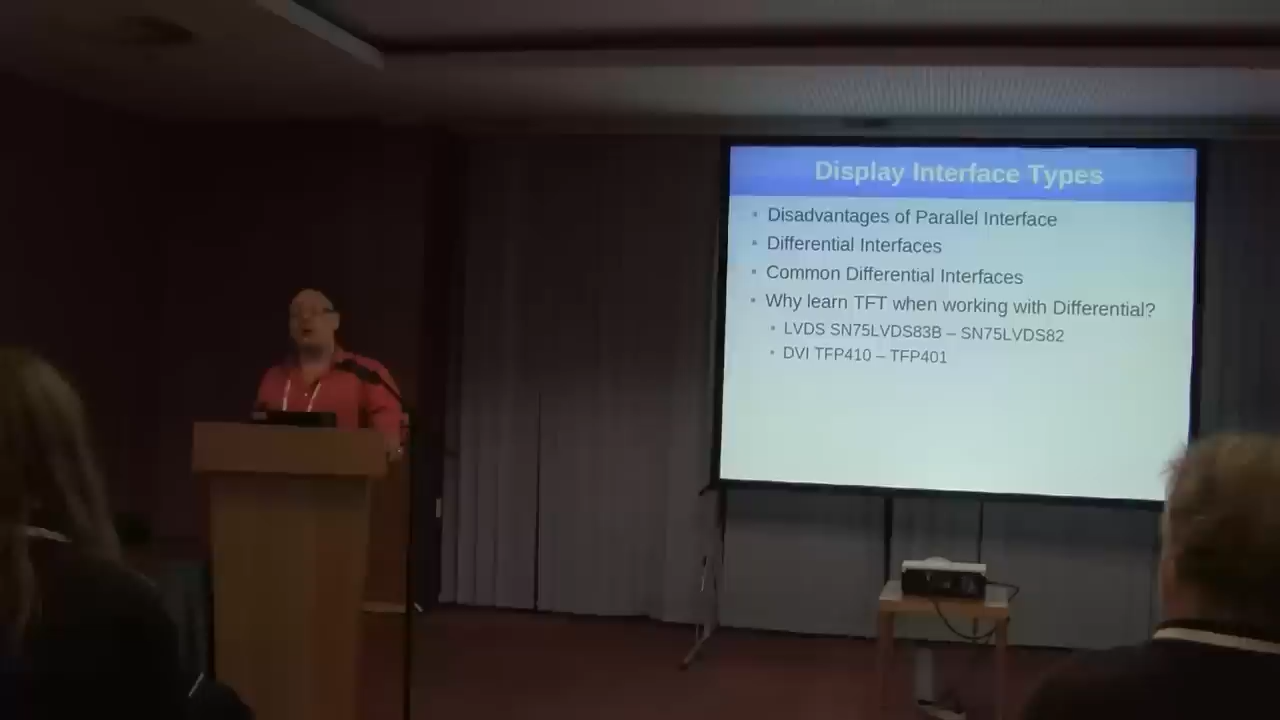 Display Interface Types
• Disadvantages of Parallel Interface
• Differential Interfaces
• Common Differential Interfaces
• Why learn TFT when working with Differential?
• LVDS SN75LVDS83B – SN75LVDS82
• DVI TFP410 – TFP401